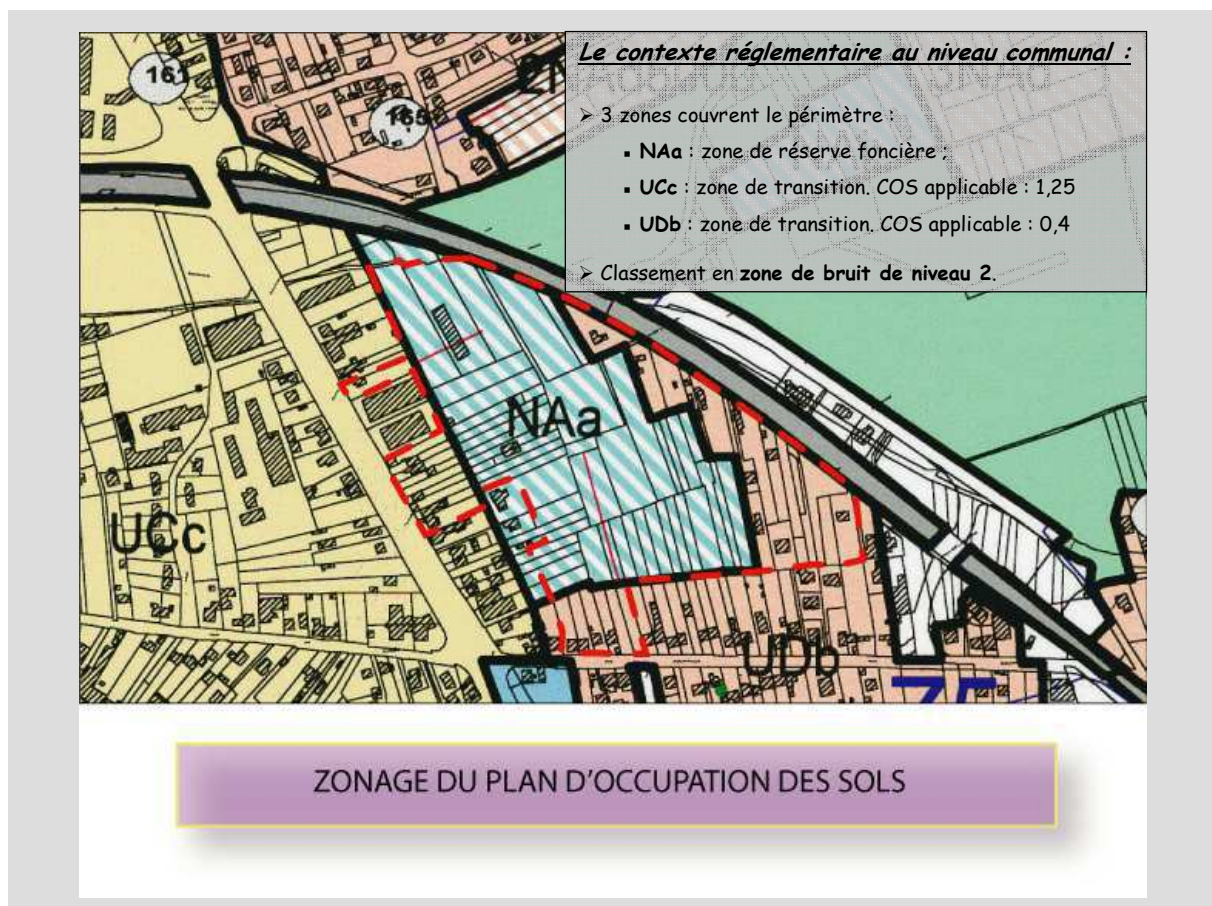 Le contexte réglementaire au niveau communal :
➢ 3 zones couvrent le périmètre :
▪ NAa : zone de réserve foncière ;
▪ UCc : zone de transition. COS applicable : 1,25
▪ UDb : zone de transition. COS applicable : 0,4
➢ Classement en zone de bruit de niveau 2.
161
165
NAa
UCc
UDb
ZONAGE DU PLAN D'OCCUPATION DES SOLS